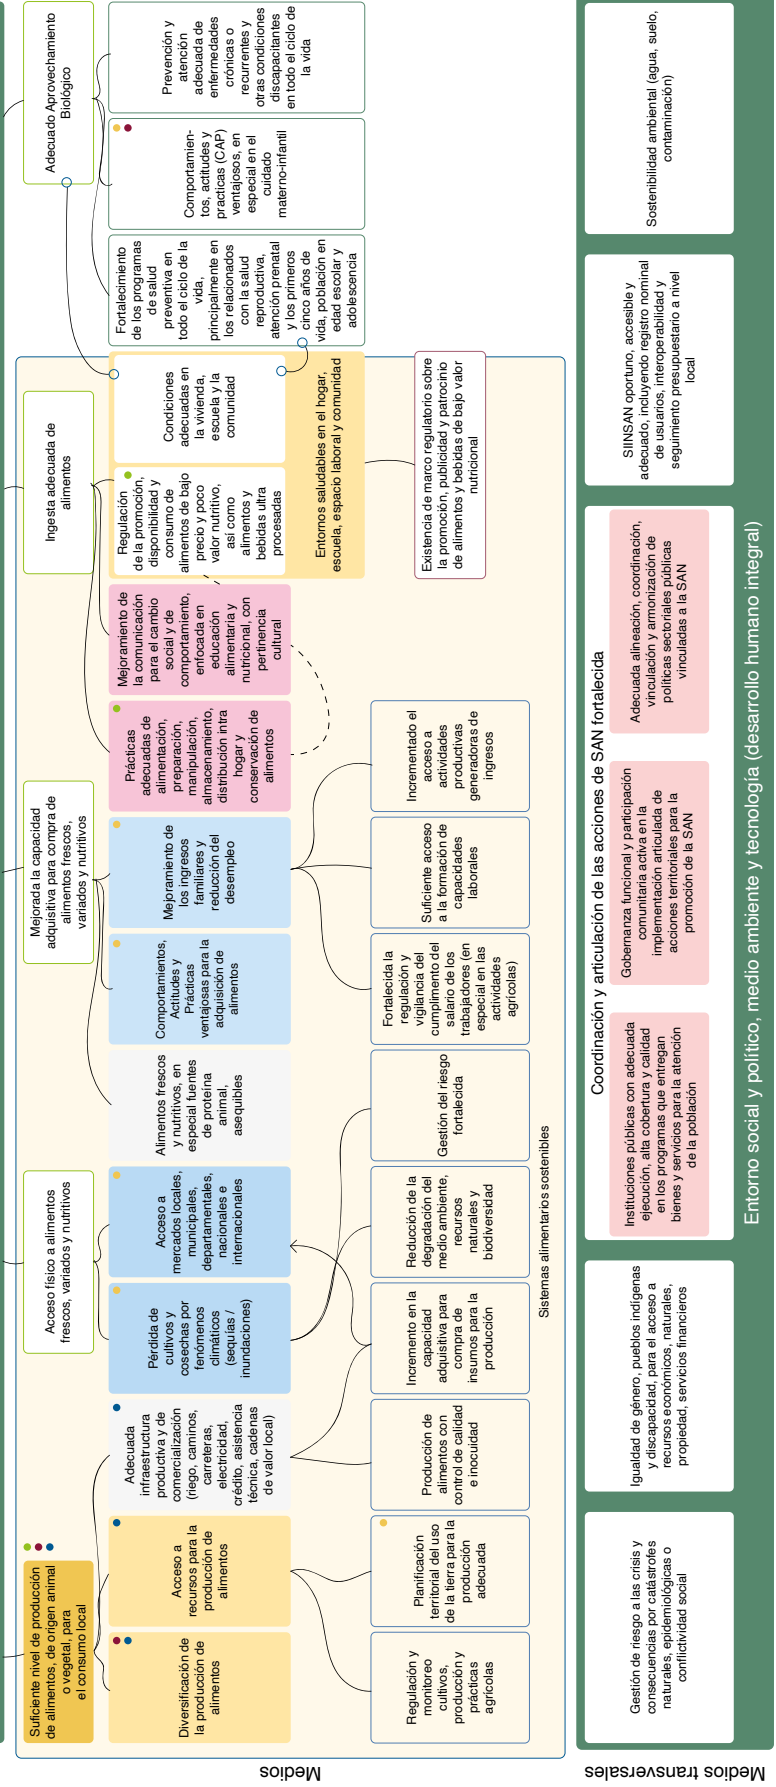 Suficiente nivel de producción
de alimentos, de origen animal
o vegetal, para
el consumo local
Acceso físico a alimentos
frescos, variados y nutritivos
Mejorada la capacidad
adquisitiva para compra de
alimentos frescos,
variados y nutritivos
Ingesta adecuada de
alimentos
Adecuado Aprovechamiento
Biológico
Medios
Diversificación de
la producción de
alimentos
Acceso a
recursos para la
producción de
alimentos
Adecuada
infraestructura
productiva y de
comercialización
(riego, caminos,
carreteras,
electricidad,
crédito, asistencia
técnica, cadenas
de valor local)
Pérdida de
cultivos y
cosechas por
fenómenos
climáticos
(sequías /
inundaciones)
Acceso a
mercados locales,
municipales,
departamentales,
nacionales e
internacionales
Alimentos frescos
y nutritivos, en
especial fuentes
de proteína
animal,
asequibles
Comportamientos,
Actitudes y
Prácticas
ventajosas para la
adquisición de
alimentos
Mejoramiento de
los ingresos
familiares y
reducción del
desempleo
Prácticas
adecuadas de
alimentación,
preparación,
manipulación,
almacenamiento,
distribución intra
hogar y
conservación de
alimentos
Mejoramiento de
la comunicación
para el cambio
social y de
comportamiento,
enfocada en
educación
alimentaria y
nutricional, con
pertinencia
cultural
Regulación
de la promoción,
disponibilidad y
consumo de
alimentos de bajo
precio y poco
valor nutritivo,
así como
alimentos y
bebidas ultra
procesadas
Condiciones
adecuadas en
la vivienda,
escuela y la
comunidad
Entornos saludables en el hogar,
escuela, espacio laboral y comunidad
Fortalecimiento
de los programas
de salud
preventiva en
todo el ciclo de la
vida,
principalmente en
los relacionados
con la salud
reproductiva,
atención prenatal
y los primeros
cinco años de
vida, población en
edad escolar y
adolescencia
Comportamien-
tos, actitudes y
practicas (CAP)
ventajosos, en
especial en el
cuidado
materno-infantil
Prevención y
atención
adecuada de
enfermedades
crónicas o
recurrentes y
otras condiciones
discapacitantes
en todo el ciclo de
la vida
Regulación y
monitoreo
cultivos,
producción y
prácticas
agrícolas
Planificación
territorial del uso
de la tierra para la
producción
adecuada
Producción de
alimentos con
control de calidad
e inocuidad
Incremento en la
capacidad
adquisitiva para
compra de
insumos para la
producción
Reducción de la
degradación del
medio ambiente,
recursos
naturales y
biodiversidad
Gestión del riesgo
fortalecida
Fortalecida la
regulación y
vigilancia del
cumplimento del
salario de los
trabajadores (en
especial en las
actividades
agrícolas)
Suficiente acceso
a la formación de
capacidades
laborales
Incrementado el
acceso a
actividades
productivas
generadoras de
ingresos
Existencia de marco regulatorio sobre
la promoción, publicidad y patrocinio
de alimentos y bebidas de bajo valor
nutricional
Sistemas alimentarios sostenibles
Medios transversales
Gestión de riesgo a las crisis y
consecuencias por catástrofes
naturales, epidemiológicas o
conflictividad social
Igualdad de género, pueblos indígenas
y discapacidad, para el acceso a
recursos económicos, naturales,
propiedad, servicios financieros
Coordinación y articulación de las acciones de SAN fortalecida
Instituciones públicas con adecuada
ejecución, alta cobertura y calidad
en los programas que entregan
bienes y servicios para la atención
de la población
Gobernanza funcional y participación
comunitaria activa en la
implementación articulada de
acciones territoriales para la
promoción de la SAN
Adecuada alineación, coordinación,
vinculación y armonización de
políticas sectoriales públicas
vinculadas a la SAN
SIINSAN oportuno, accesible y
adecuado, incluyendo registro nominal
de usuarios, interoperabilidad y
seguimiento presupuestario a nivel
local
Sostenibilidad ambiental (agua, suelo,
contaminación)
Entorno social y político, medio ambiente y tecnología (desarrollo humano integral)